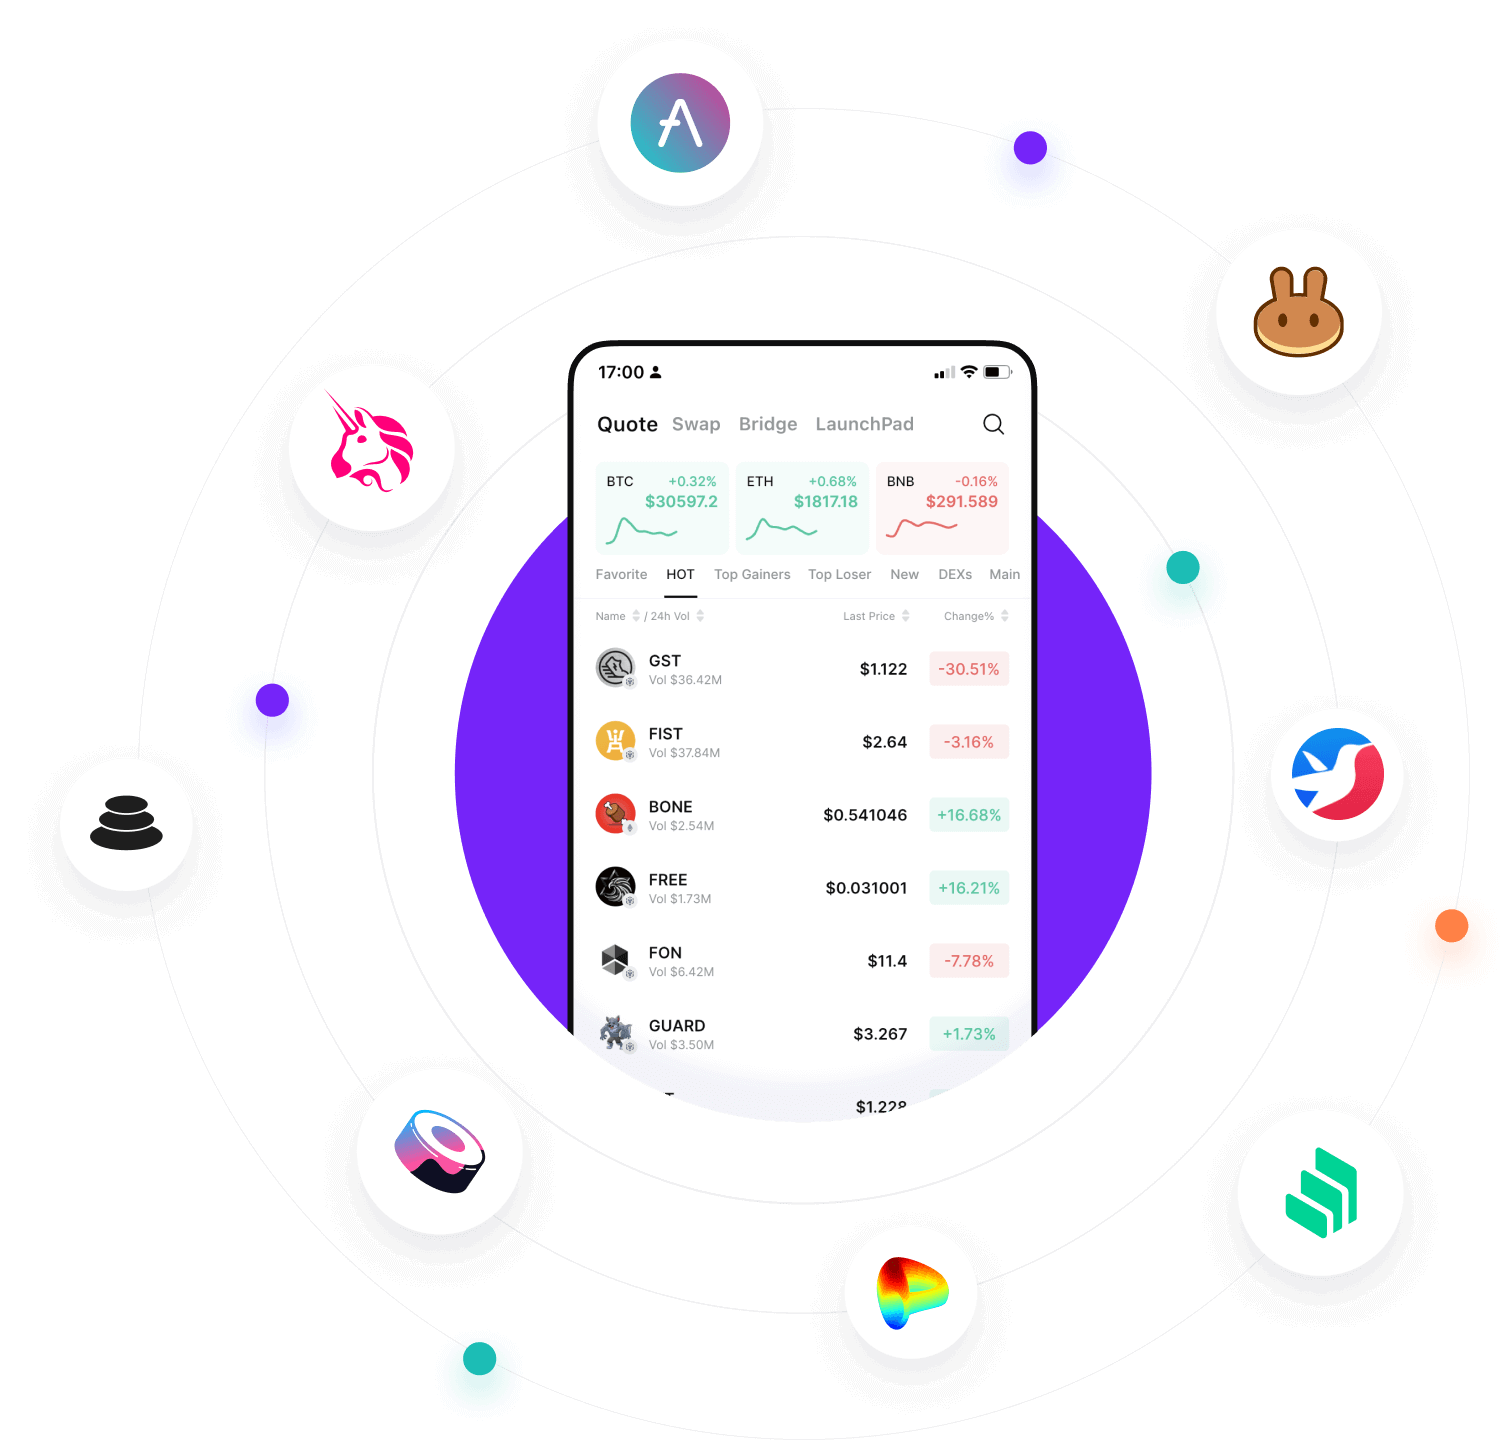 17:00
Quote Swap Bridge LaunchPad
BTC +0.32% ETH +0.68% BNB -0.16%
$30597.2 $1817.18 $291.589
Favorite HOT Top Gainers Top Loser New DEXs Main
Name / 24h Vol Last Price Change%
GST
Vol $36.42M $1.122 -30.51%
FIST
Vol $37.84M $2.64 -3.16%
BONE
Vol $2.54M $0.541046 +16.68%
FREE
Vol $1.73M $0.031001 +16.21%
FON
Vol $6.42M $11.4 -7.78%
GUARD
Vol $3.50M $3.267 +1.73%
$1.228